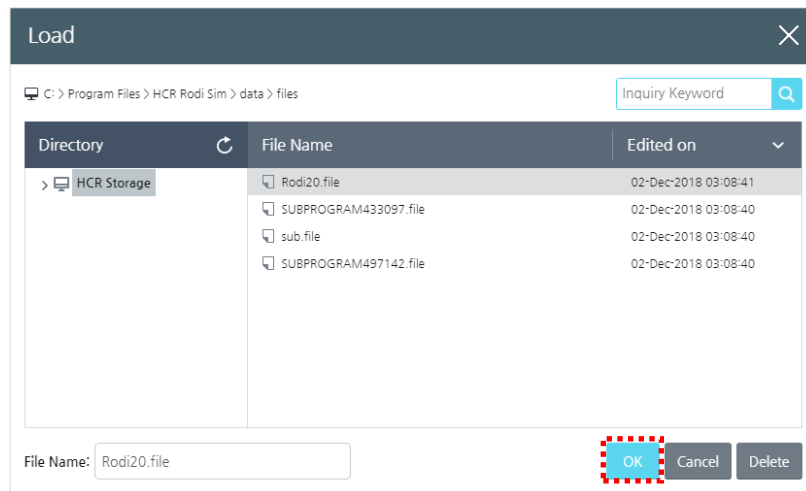 Load
C: > Program Files > HCR Rodi Sim > data > files
Inquiry Keyword
Directory File Name Edited on
HCR Storage
Rodi20.file 02-Dec-2018 03:08:41
SUBPROGRAM433097.file 02-Dec-2018 03:08:40
sub.file 02-Dec-2018 03:08:40
SUBPROGRAM497142.file 02-Dec-2018 03:08:40
File Name: Rodi20.file OK Cancel Delete